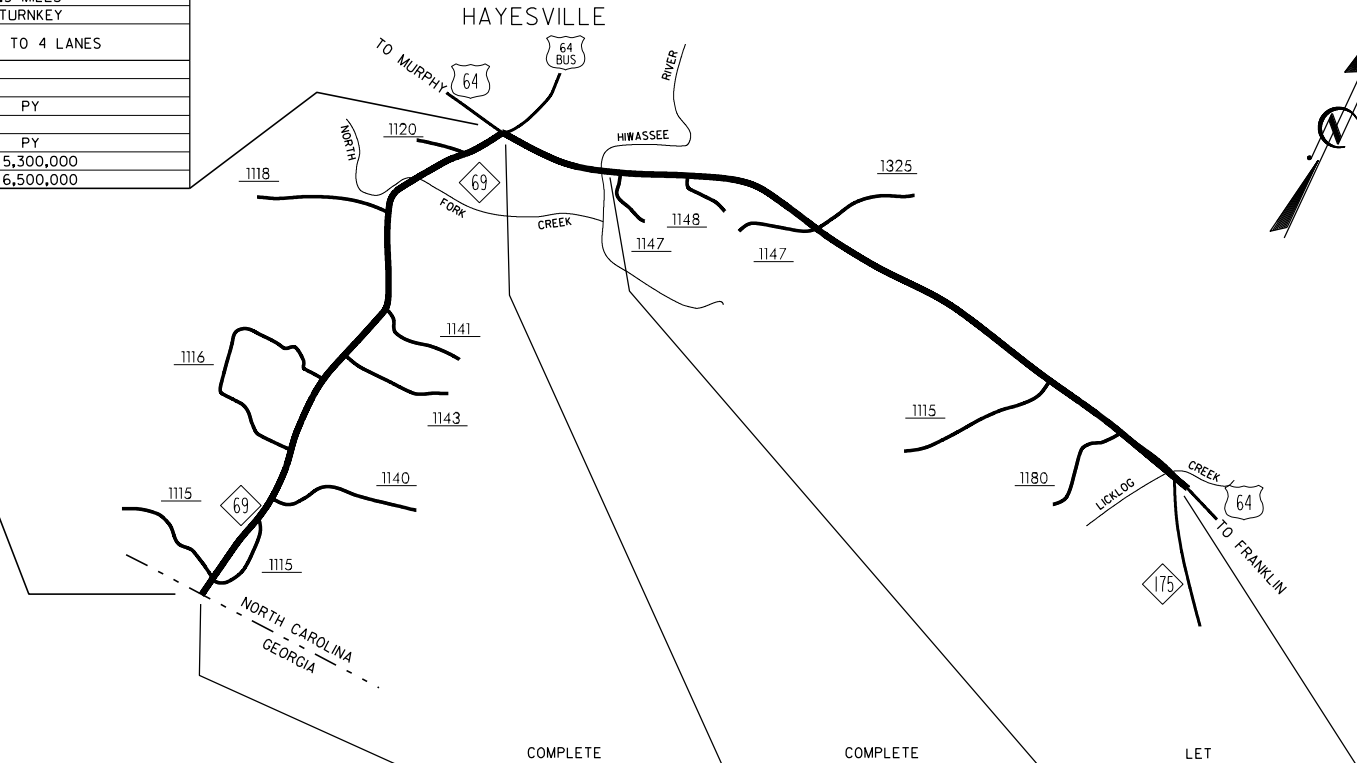 TURNKEY
TO 4 LANES
PY
PY
5,300,000
6,500,000
HAYESVILLE
TO MURPHY
64
64
BUS
RIVER
HIWASSEE
NORTH
1120
69
1118
FORK
CREEK
1147
1148
1147
1325
1141
1116
1143
1115
69
1140
1115
NORTH CAROLINA
GEORGIA
1115
1180
LICKLOG
CREEK
64
TO FRANKLIN
175
N
COMPLETE
COMPLETE
LET